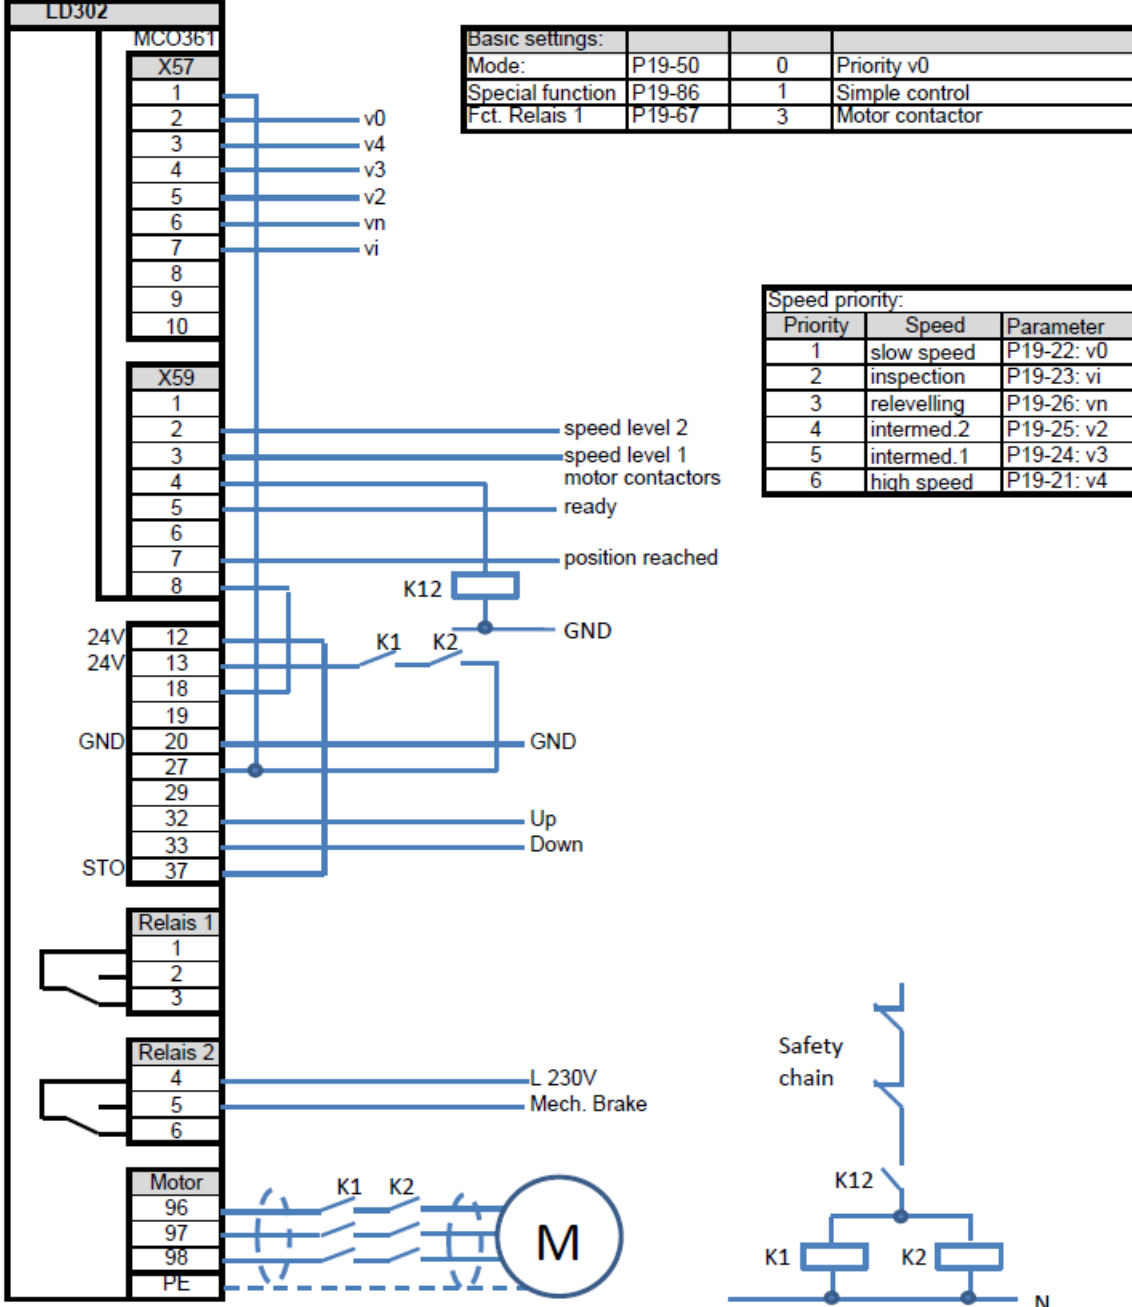 LD302
MCO361
X57
1
2 v0
3 v4
4 v3
5 v2
6 vn
7 vi
8
9
10
Basic settings:
Mode: P19-50 0 Priority v0
Special function P19-86 1 Simple control
Fct. Relais 1 P19-67 3 Motor contactor
Speed priority:
Priority Speed Parameter
1 slow speed P19-22: v0
2 inspection P19-23: vi
3 relevelling P19-26: vn
4 intermed.2 P19-25: v2
5 intermed.1 P19-24: v3
6 high speed P19-21: v4
X59
1
2 speed level 2
3 speed level 1
4 motor contactors
5 ready
6
7 position reached
8
K12
GND
24V 12
24V 13 K1 K2
18
19
GND 20 GND
27
29
32 Up
33 Down
STO 37
Relais 1
1
2
3
Relais 2
4 L 230V
5 Mech. Brake
6
Motor
96 K1 K2
97
98
PE
M
Safety
chain
K12
K1 K2
N